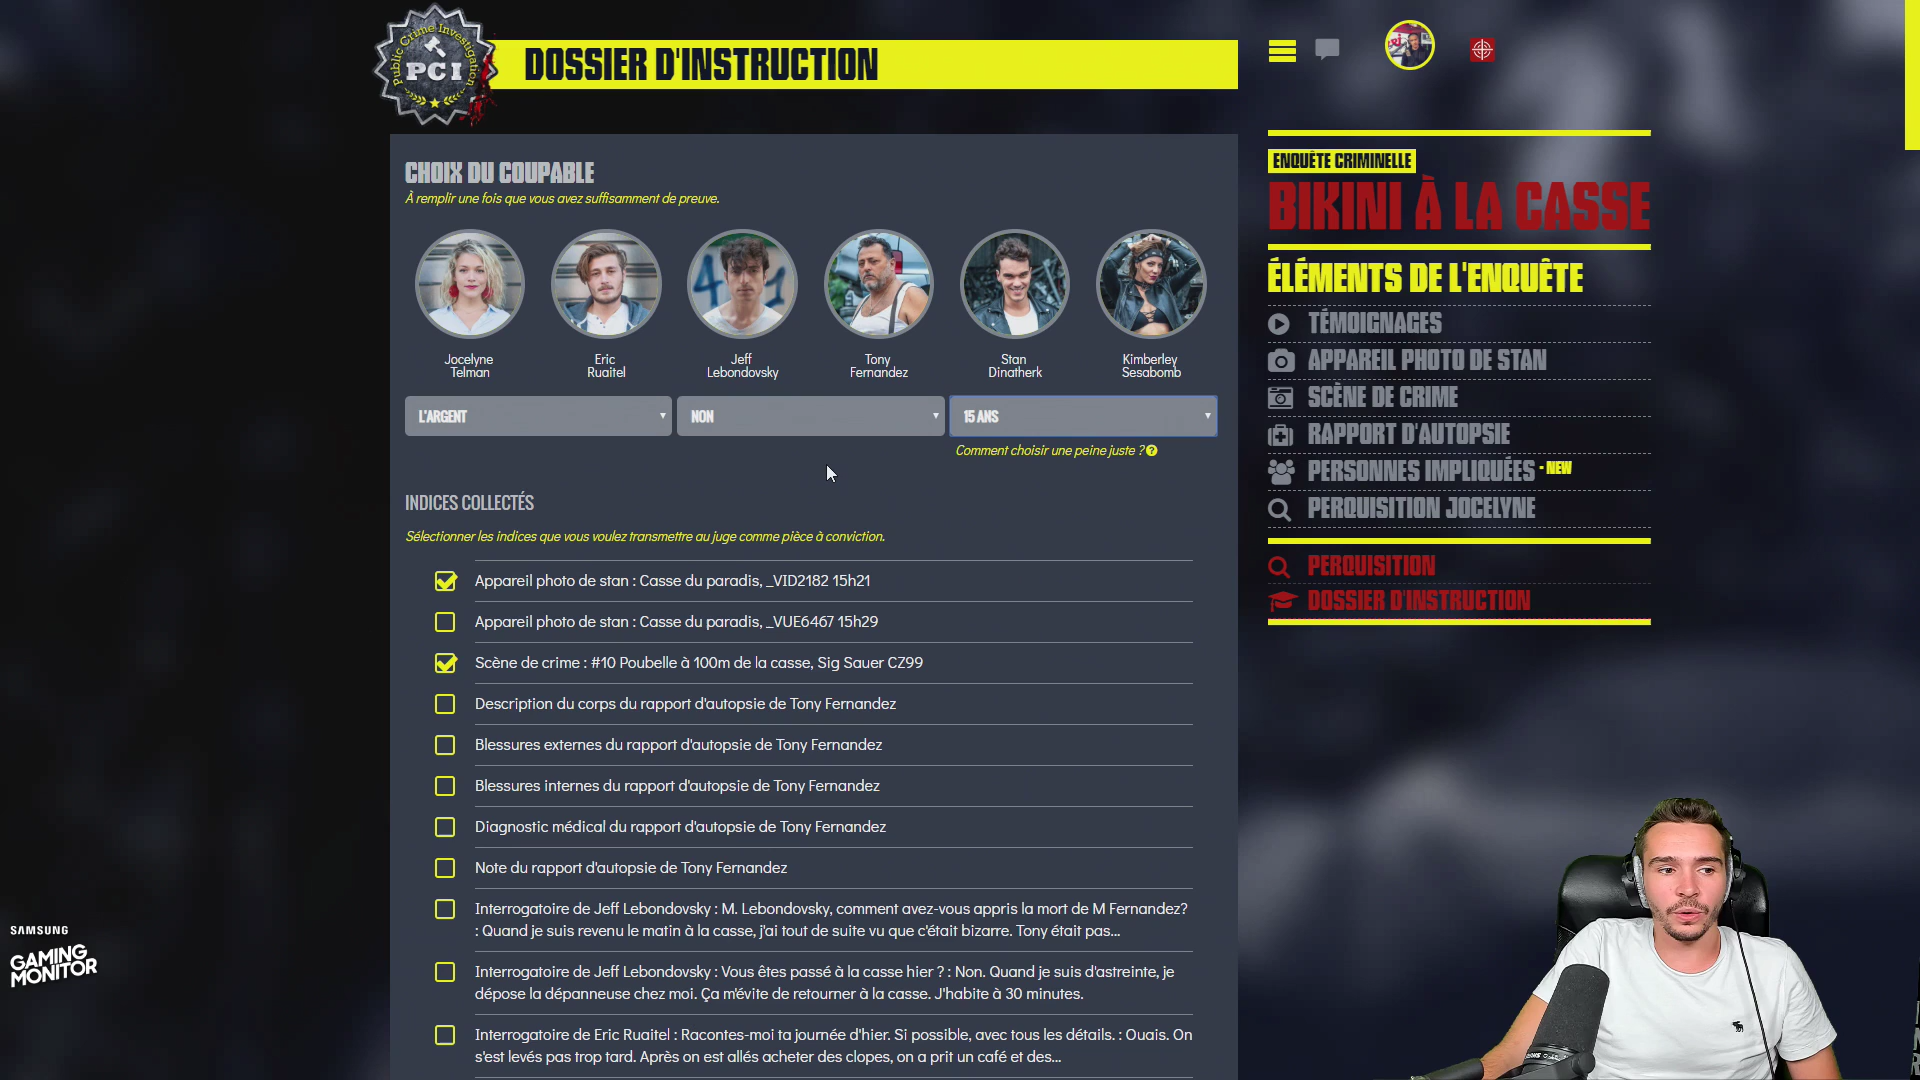 Public Crime Investigation
PCI
DOSSIER D'INSTRUCTION
CHOIX DU COUPABLE
À remplir une fois que vous avez suffisamment de preuve.
Jocelyne
Telman
Eric
Ruaitel
Jeff
Lebondovsky
Tony
Fernandez
Stan
Dinatherk
Kimberley
Sesabomb
L'ARGENT
NON
15 ANS
Comment choisir une peine juste ?
INDICES COLLECTÉS
Sélectionner les indices que vous voulez transmettre au juge comme pièce à conviction.
Appareil photo de stan : Casse du paradis, _VID2182 15h21
Appareil photo de stan : Casse du paradis, _VUE6467 15h29
Scène de crime : #10 Poubelle à 100m de la casse, Sig Sauer CZ99
Description du corps du rapport d'autopsie de Tony Fernandez
Blessures externes du rapport d'autopsie de Tony Fernandez
Blessures internes du rapport d'autopsie de Tony Fernandez
Diagnostic médical du rapport d'autopsie de Tony Fernandez
Note du rapport d'autopsie de Tony Fernandez
Interrogatoire de Jeff Lebondovsky : M. Lebondovsky, comment avez-vous appris la mort de M Fernandez?
: Quand je suis revenu le matin à la casse, j'ai tout de suite vu que c'était bizarre. Tony était pas...
Interrogatoire de Jeff Lebondovsky : Vous êtes passé à la casse hier ? : Non. Quand je suis d'astreinte, je
dépose la dépanneuse chez moi. Ça m'évite de retourner à la casse. J'habite à 30 minutes.
Interrogatoire de Eric Ruaitel : Racontes-moi ta journée d'hier. Si possible, avec tous les détails. : Ouais. On
s'est levés pas trop tard. Après on est allés acheter des clopes, on a prit un café et des...
ENQUÊTE CRIMINELLE
BIKINI À LA CASSE
ÉLÉMENTS DE L'ENQUÊTE
TÉMOIGNAGES
APPAREIL PHOTO DE STAN
SCÈNE DE CRIME
RAPPORT D'AUTOPSIE
PERSONNES IMPLIQUÉES - NEW
PERQUISITION JOCELYNE
PERQUISITION
DOSSIER D'INSTRUCTION
SAMSUNG
GAMING
MONITOR